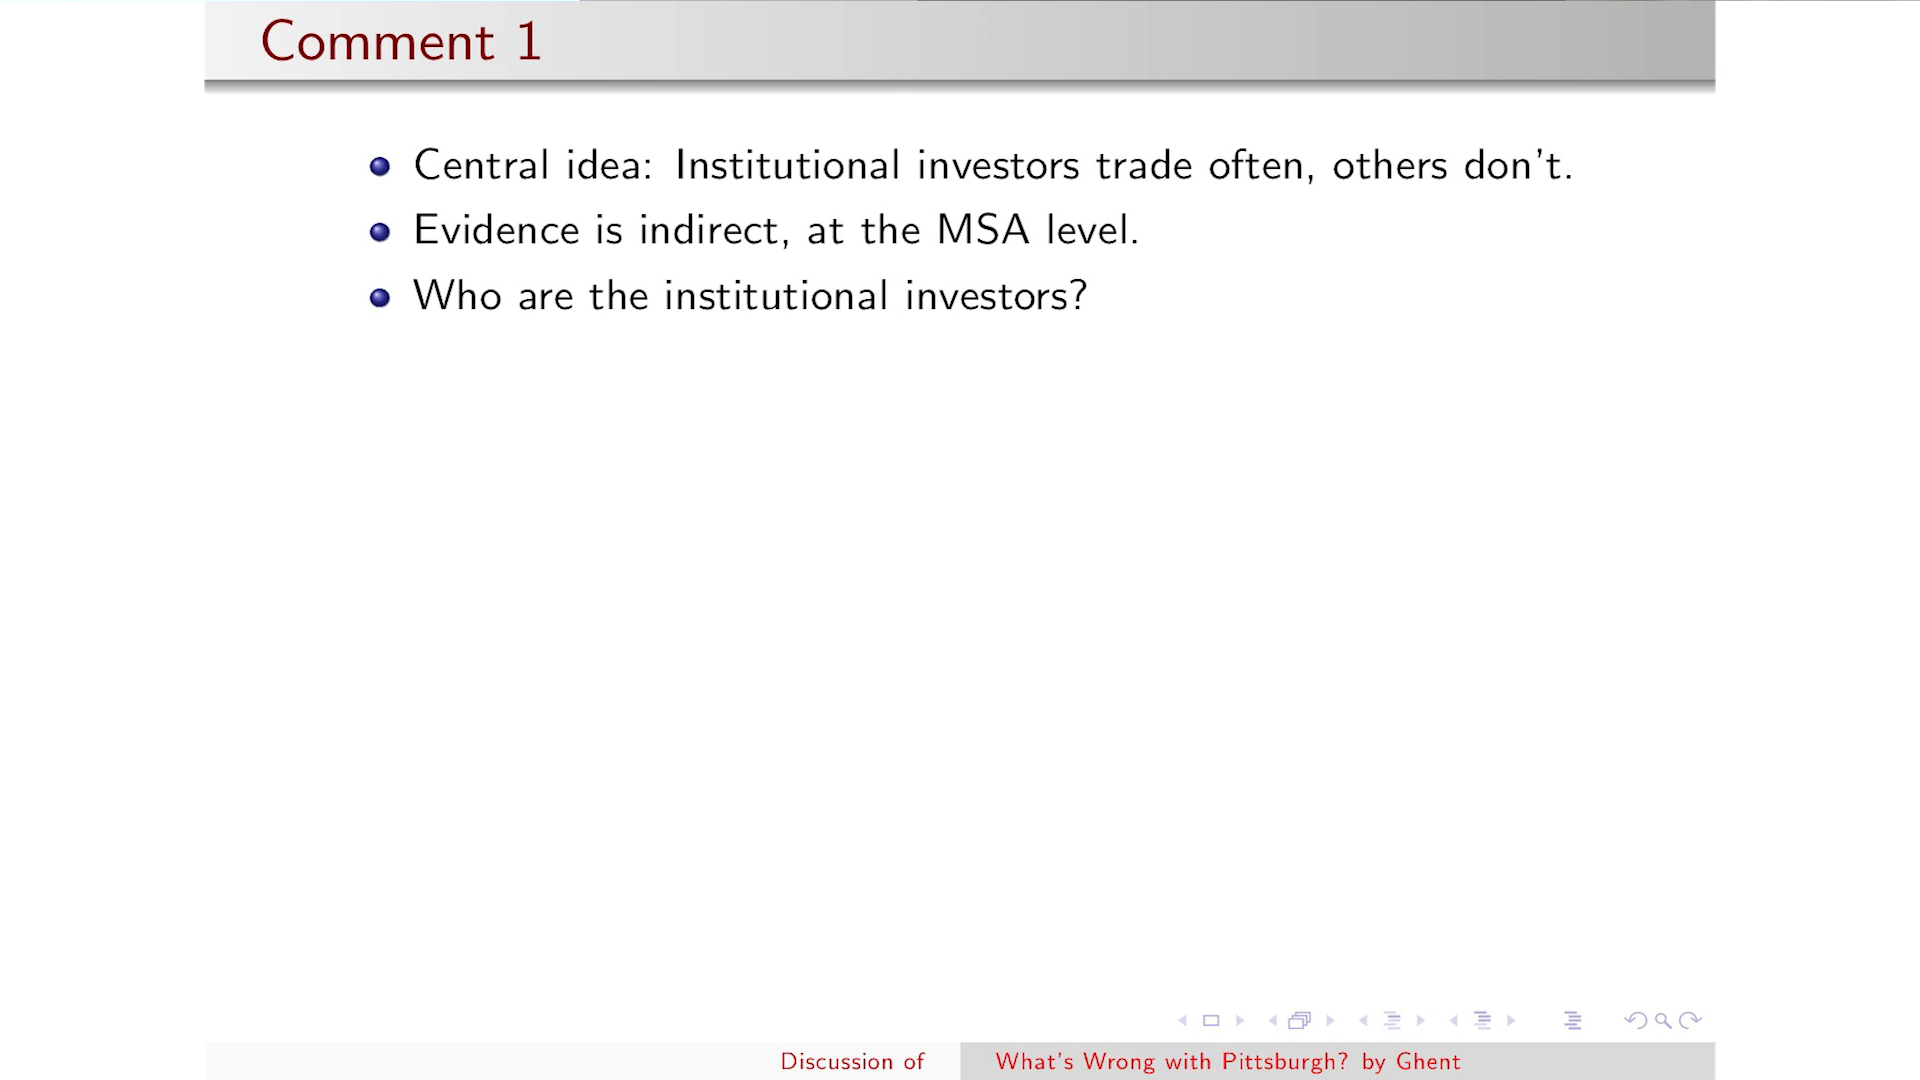 Comment 1
Central idea: Institutional investors trade often, others don't.
Evidence is indirect, at the MSA level.
Who are the institutional investors?
Discussion of What's Wrong with Pittsburgh? by Ghent